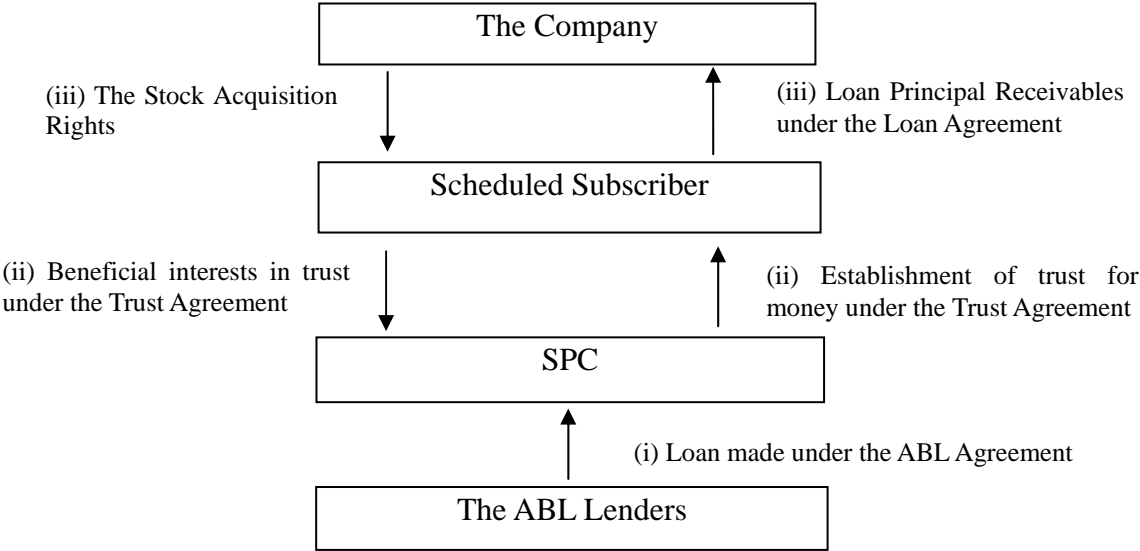 The Company
(iii) The Stock Acquisition
Rights
(iii) Loan Principal Receivables
under the Loan Agreement
Scheduled Subscriber
(ii) Beneficial interests in trust
under the Trust Agreement
(ii) Establishment of trust for
money under the Trust Agreement
SPC
(i) Loan made under the ABL Agreement
The ABL Lenders